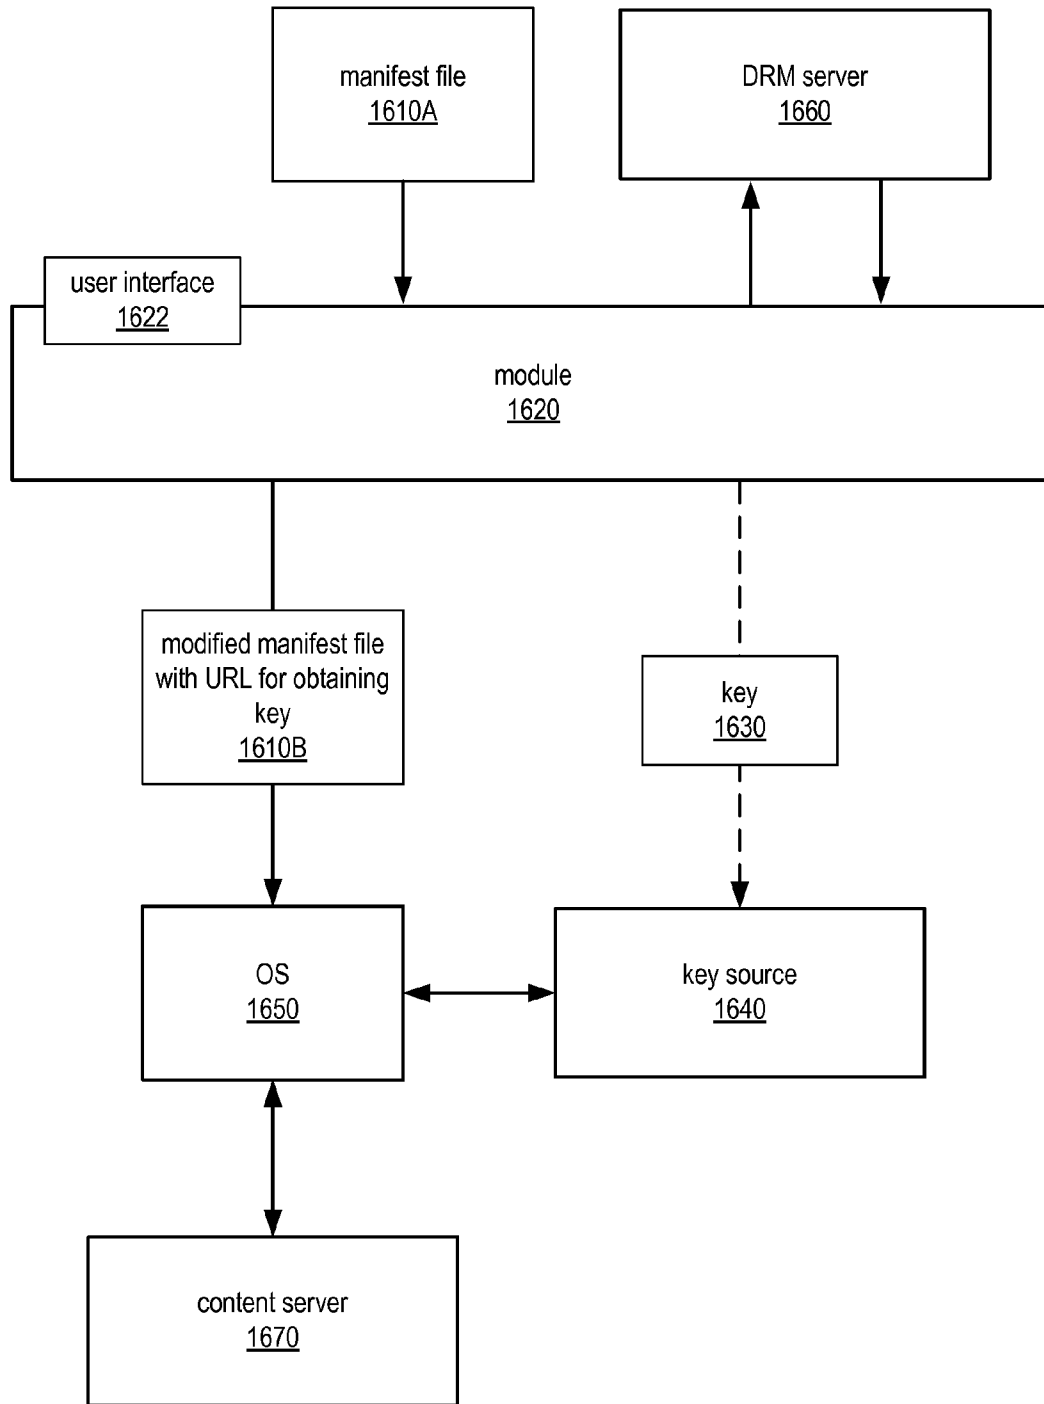 manifest file
1610A
DRM server
1660
user interface
1622
module
1620
modified manifest file
with URL for obtaining
key
1610B
key
1630
OS
1650
key source
1640
content server
1670